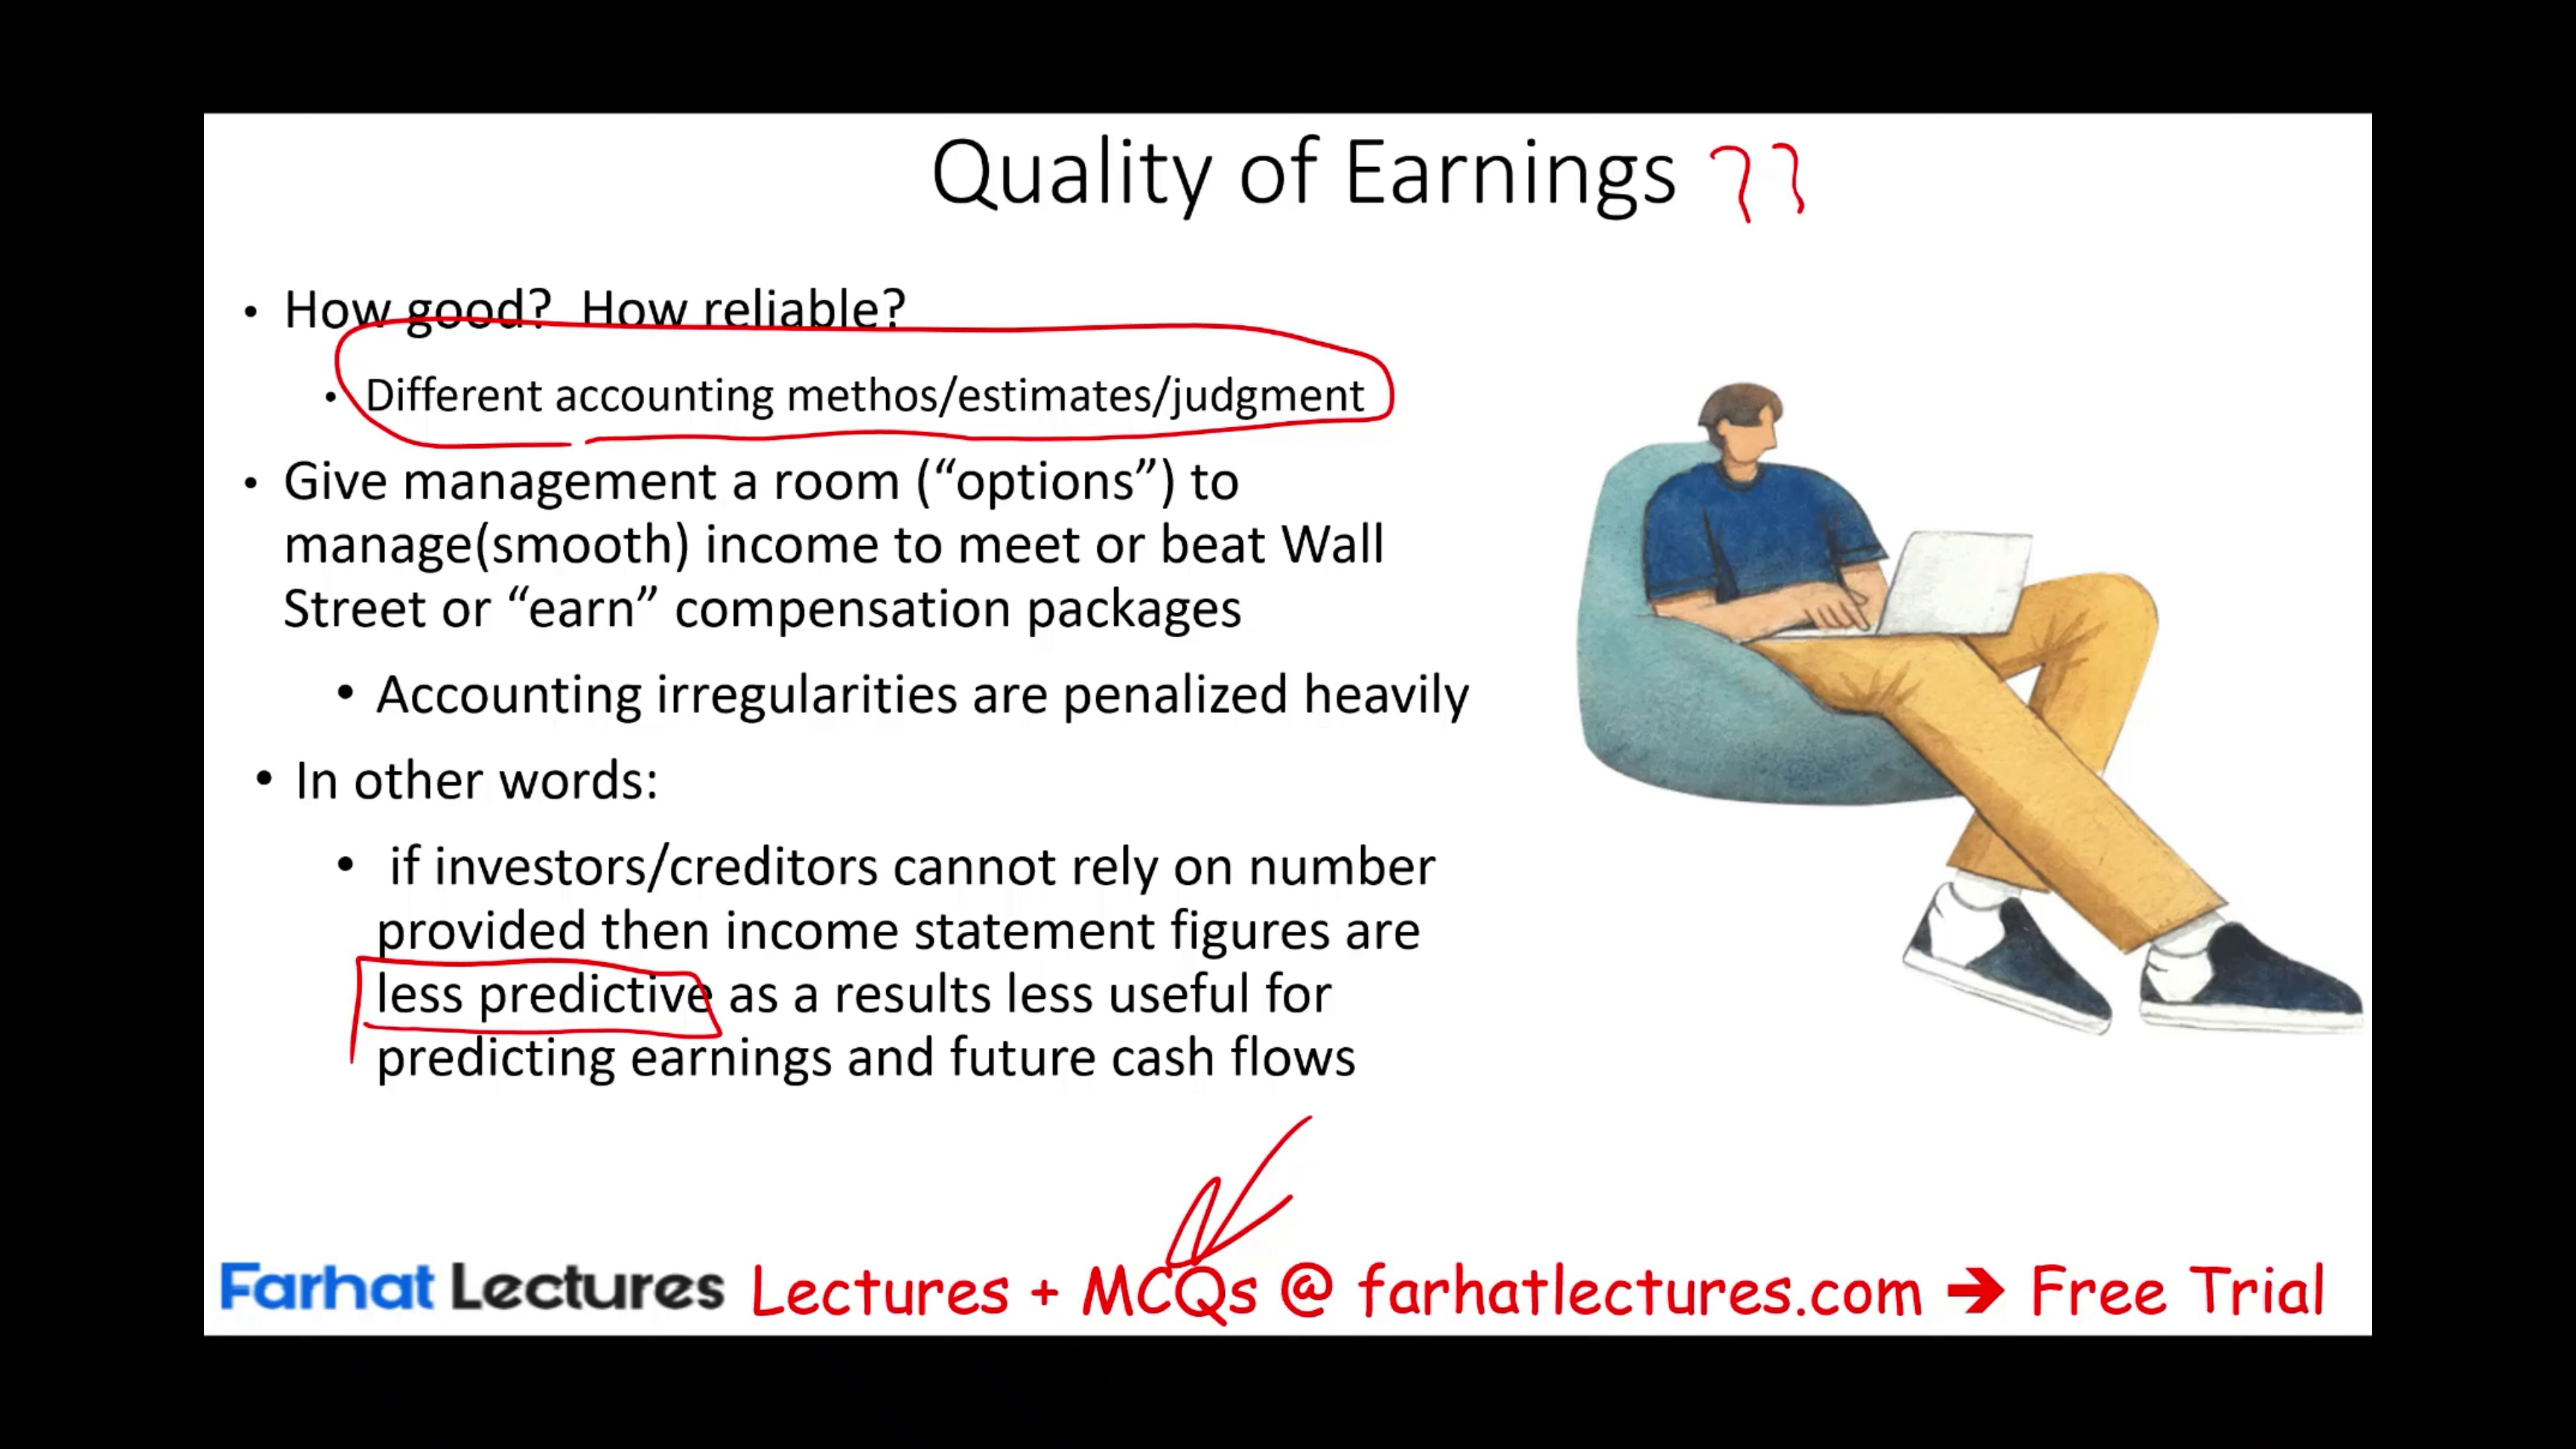 Quality of Earnings ??
• How good? How reliable?
• Different accounting methos/estimates/judgment
• Give management a room (“options”) to
manage(smooth) income to meet or beat Wall
Street or “earn” compensation packages
• Accounting irregularities are penalized heavily
• In other words:
• if investors/creditors cannot rely on number
provided then income statement figures are
less predictive as a results less useful for
predicting earnings and future cash flows
Farhat Lectures Lectures + MCQs @ farhatlectures.com ➔ Free Trial